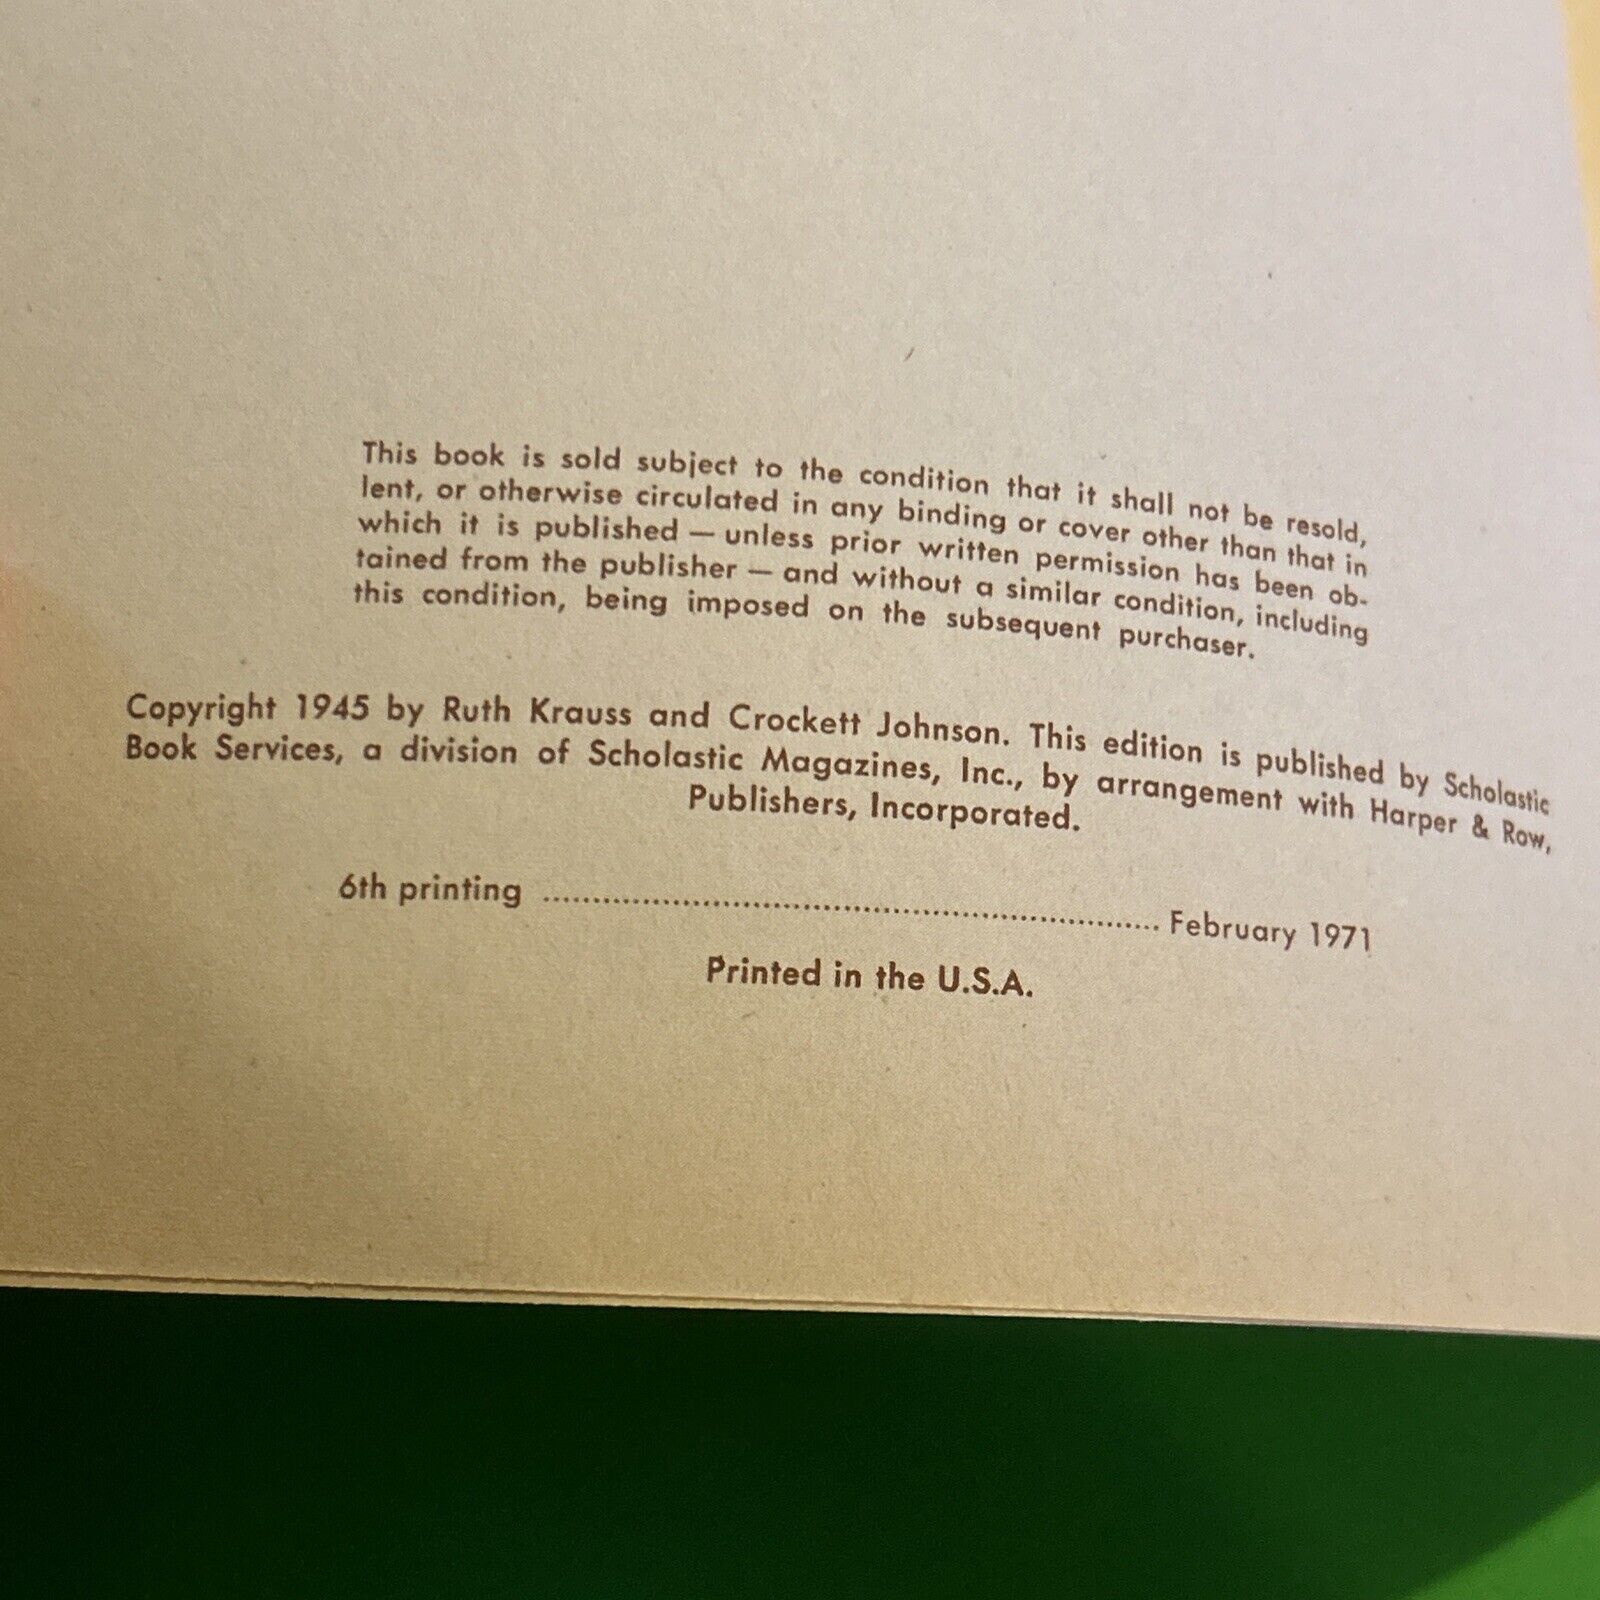 This book is sold subject to the condition that it shall not be resold,
lent, or otherwise circulated in any binding or cover other than that in
which it is published — unless prior written permission has been ob-
tained from the publisher — and without a similar condition, including
this condition, being imposed on the subsequent purchaser.
Copyright 1945 by Ruth Krauss and Crockett Johnson. This edition is published by Scholastic
Book Services, a division of Scholastic Magazines, Inc., by arrangement with Harper & Row,
Publishers, Incorporated.
6th printing ............................................................ February 1971
Printed in the U.S.A.